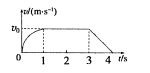 v/(m·s⁻¹)
v₀
0 1 2 3 4 t/s